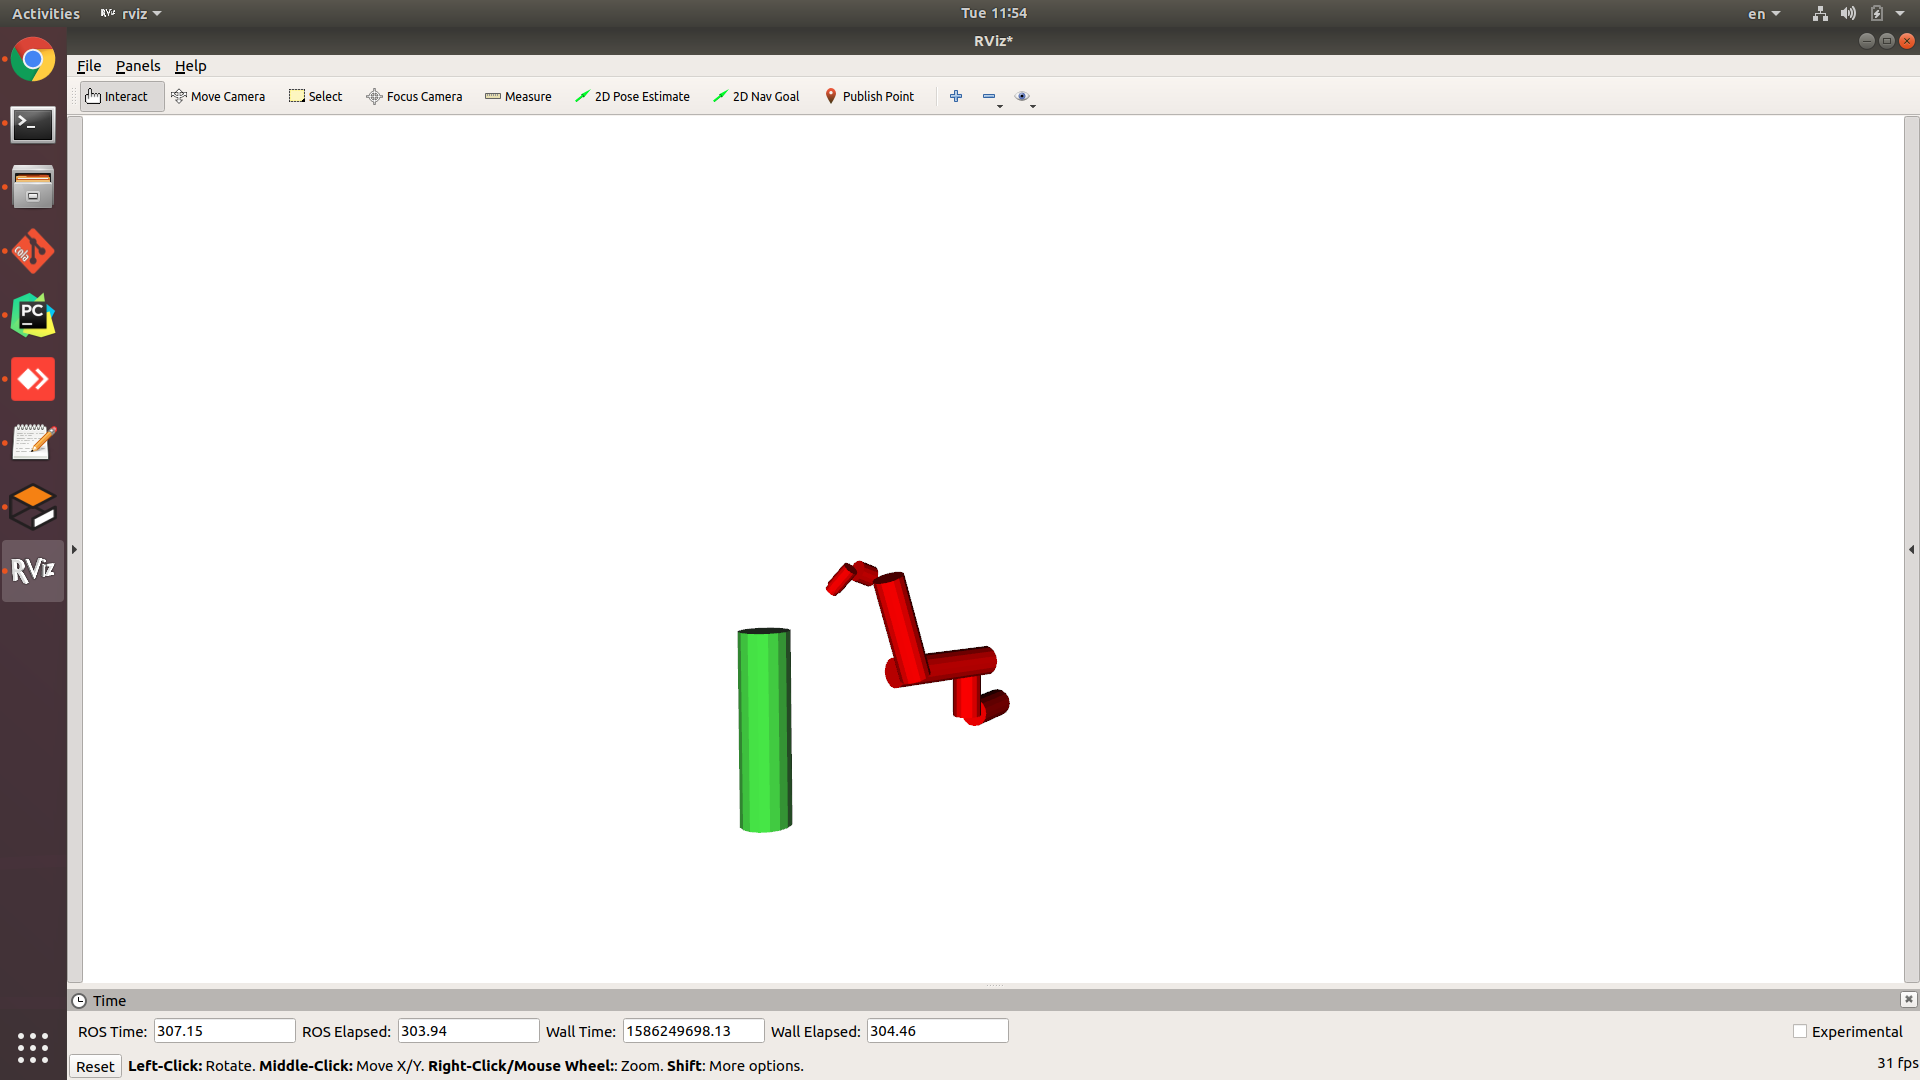 Activities RViz rviz Tue 11:54 en
RViz*
File Panels Help
Interact Move Camera Select Focus Camera Measure 2D Pose Estimate 2D Nav Goal Publish Point
>_
cola
PC
RViz
Time
ROS Time: 307.15 ROS Elapsed: 303.94 Wall Time: 1586249698.13 Wall Elapsed: 304.46 Experimental
Reset Left-Click: Rotate. Middle-Click: Move X/Y. Right-Click/Mouse Wheel:: Zoom. Shift: More options. 31 fps